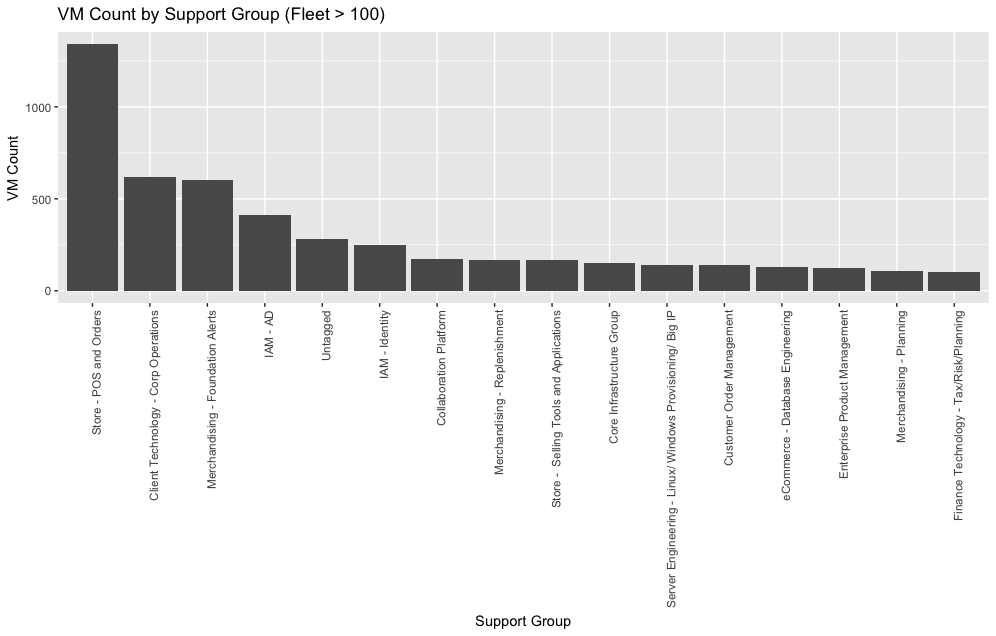 VM Count by Support Group (Fleet > 100)
VM Count
1000
500
0
Store - POS and Orders
Client Technology - Corp Operations
Merchandising - Foundation Alerts
IAM - AD
Untagged
IAM - Identity
Collaboration Platform
Merchandising - Replenishment
Store -  Selling Tools and Applications
Core Infrastructure Group
Server Engineering - Linux/ Windows Provisioning/ Big IP
Customer Order Management
eCommerce - Database Engineering
Enterprise Product Management
Merchandising - Planning
Finance Technology - Tax/Risk/Planning
Support Group